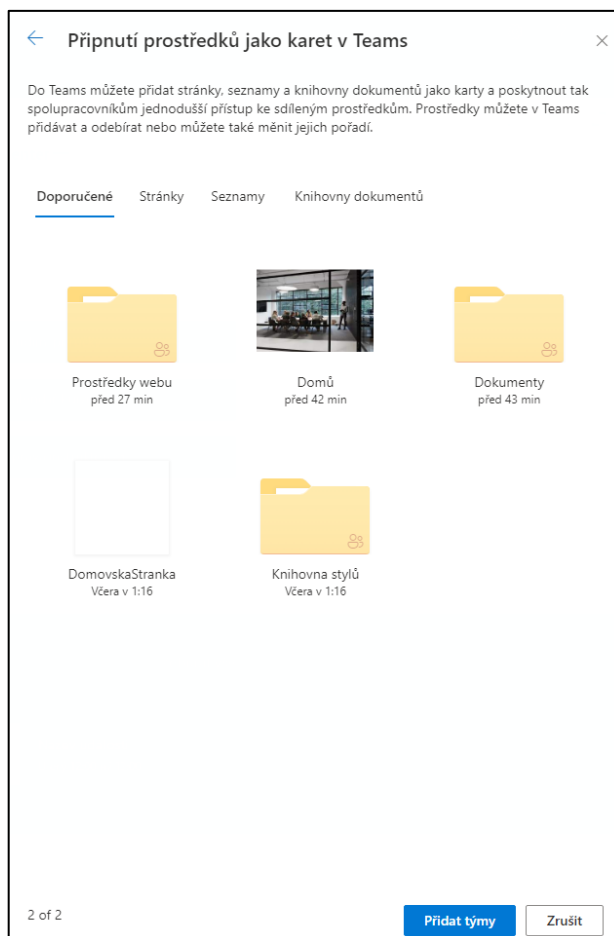 Připnutí prostředků jako karet v Teams
Do Teams můžete přidat stránky, seznamy a knihovny dokumentů jako karty a poskytnout tak
spolupracovníkům jednodušší přístup ke sdíleným prostředkům. Prostředky můžete v Teams
přidávat a odebírat nebo můžete také měnit jejich pořadí.
Doporučené Stránky Seznamy Knihovny dokumentů
Prostředky webu Domů Dokumenty
před 27 min před 42 min před 43 min
DomovskaStranka Knihovna stylů
Včera v 1:16 Včera v 1:16
2 of 2 Přidat týmy Zrušit